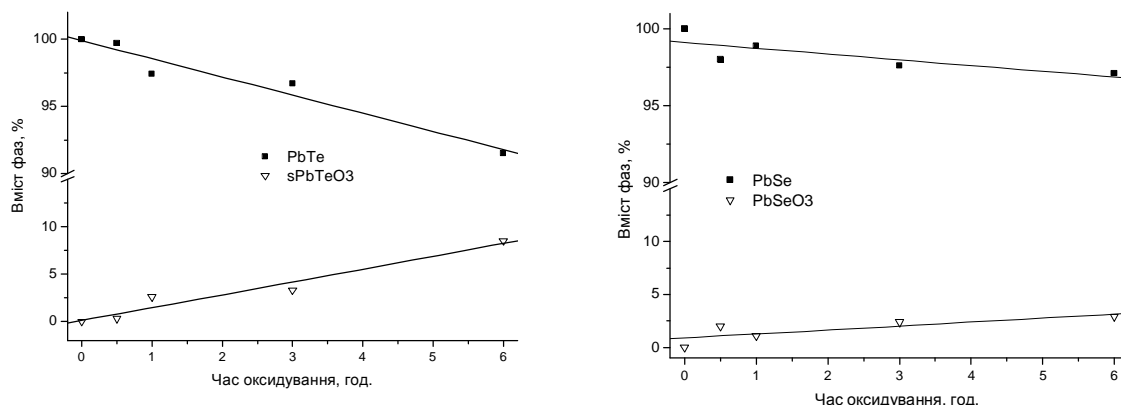 100
95
90
10
5
0
Вміст фаз, %
PbTe
sPbTeO3
0 1 2 3 4 5 6
Час оксидування, год.
100
95
90
10
5
0
Вміст фаз, %
PbSe
PbSeO3
0 1 2 3 4 5 6
Час оксидування, год.